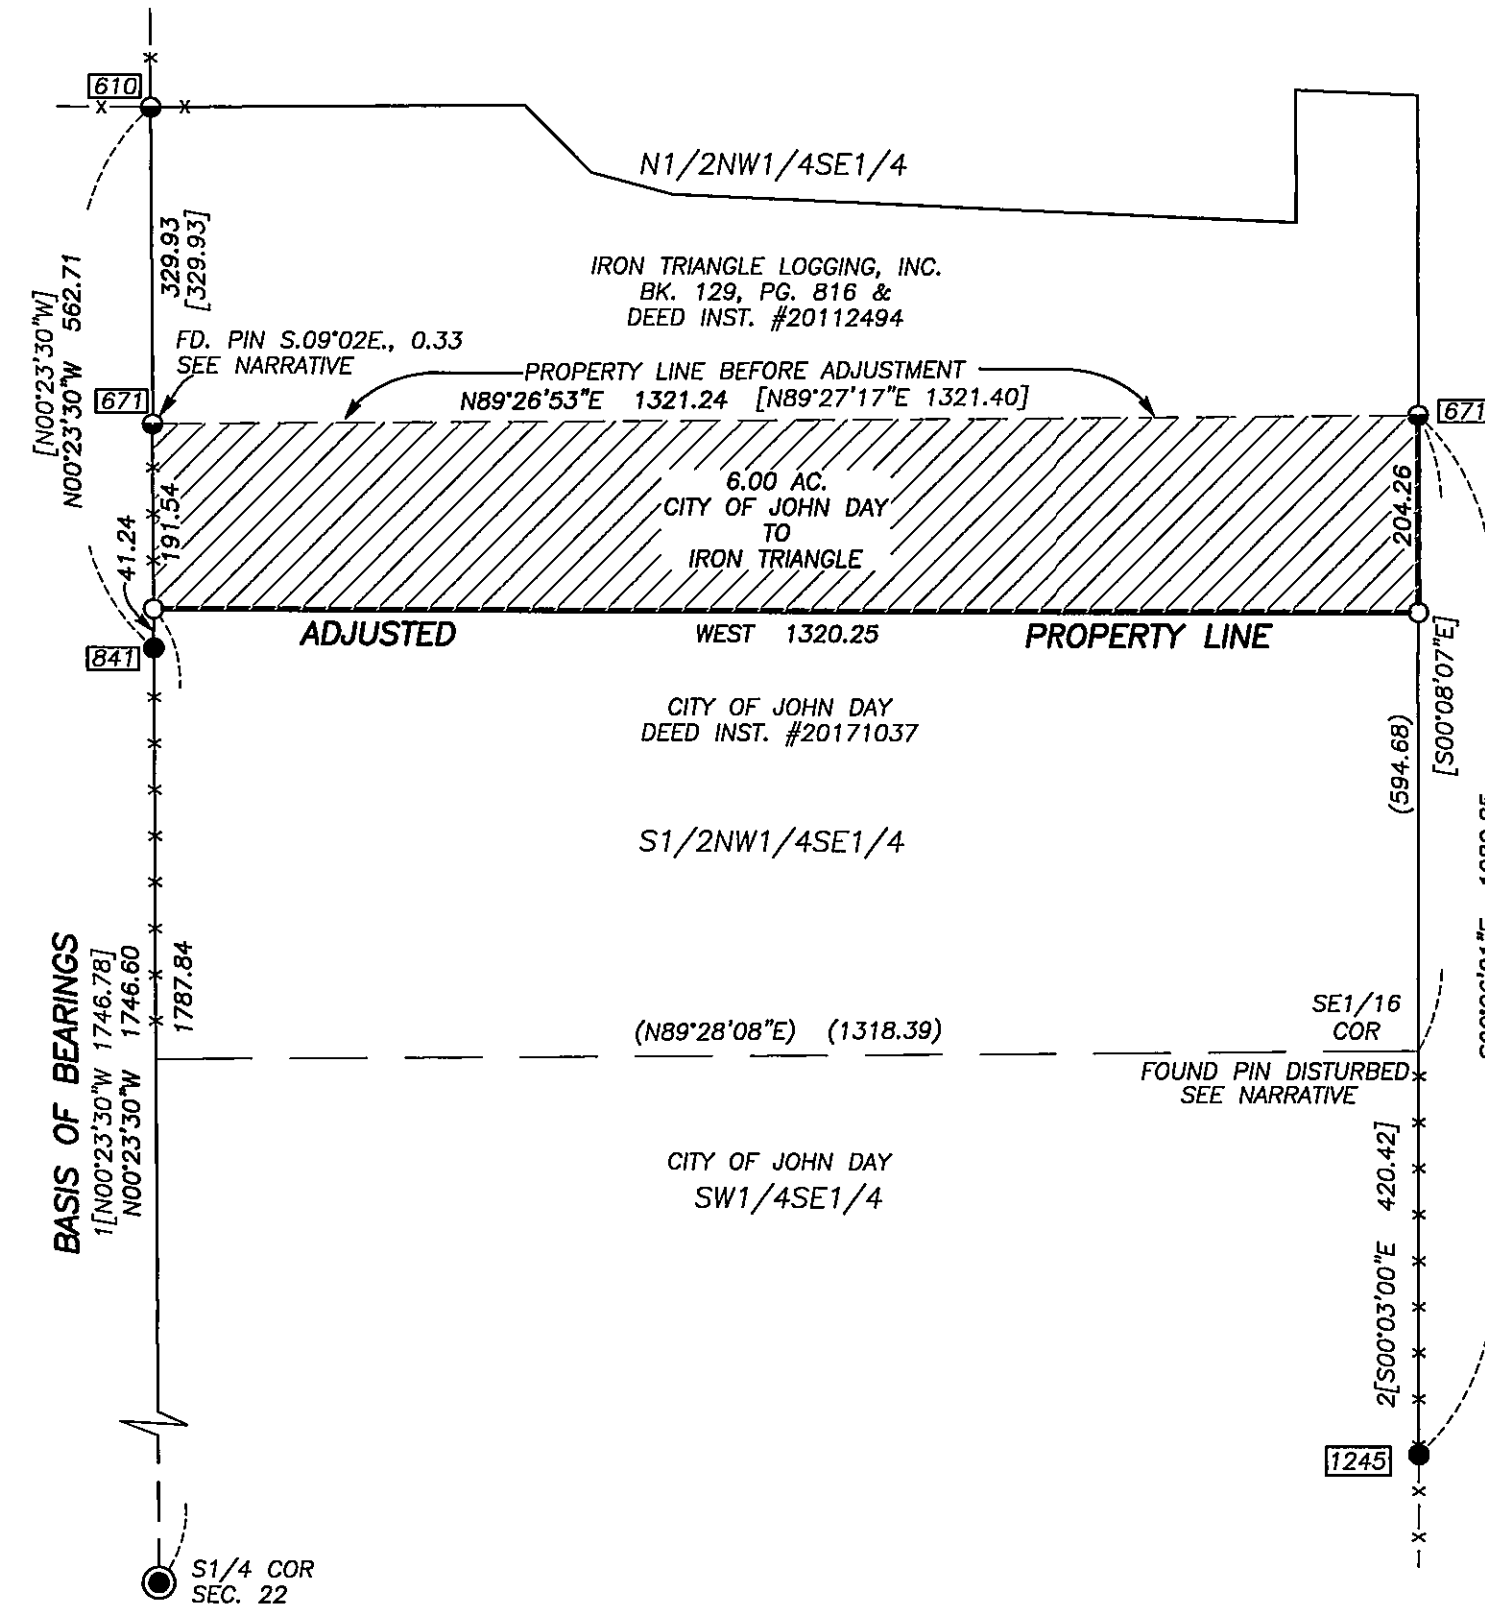 610
N1/2NW1/4SE1/4
329.93
[329.93]
[N00°23'30"W]
N00°23'30"W 562.71
IRON TRIANGLE LOGGING, INC.
BK. 129, PG. 816 &
DEED INST. #20112494
FD. PIN S.09°02E., 0.33
SEE NARRATIVE
PROPERTY LINE BEFORE ADJUSTMENT
N89°26'53"E 1321.24 [N89°27'17"E 1321.40]
671
671
6.00 AC.
CITY OF JOHN DAY
TO
IRON TRIANGLE
191.54
41.24
204.26
ADJUSTED
WEST 1320.25
PROPERTY LINE
841
[S00°08'07"E]
(594.68)
CITY OF JOHN DAY
DEED INST. #20171037
S1/2NW1/4SE1/4
BASIS OF BEARINGS
1[N00°23'30"W 1746.78]
N00°23'30"W 1746.60
1787.84
(N89°28'08"E) (1318.39)
SE1/16
COR
FOUND PIN DISTURBED
SEE NARRATIVE
CITY OF JOHN DAY
SW1/4SE1/4
2[S00°03'00"E 420.42]
1245
S1/4 COR
SEC. 22